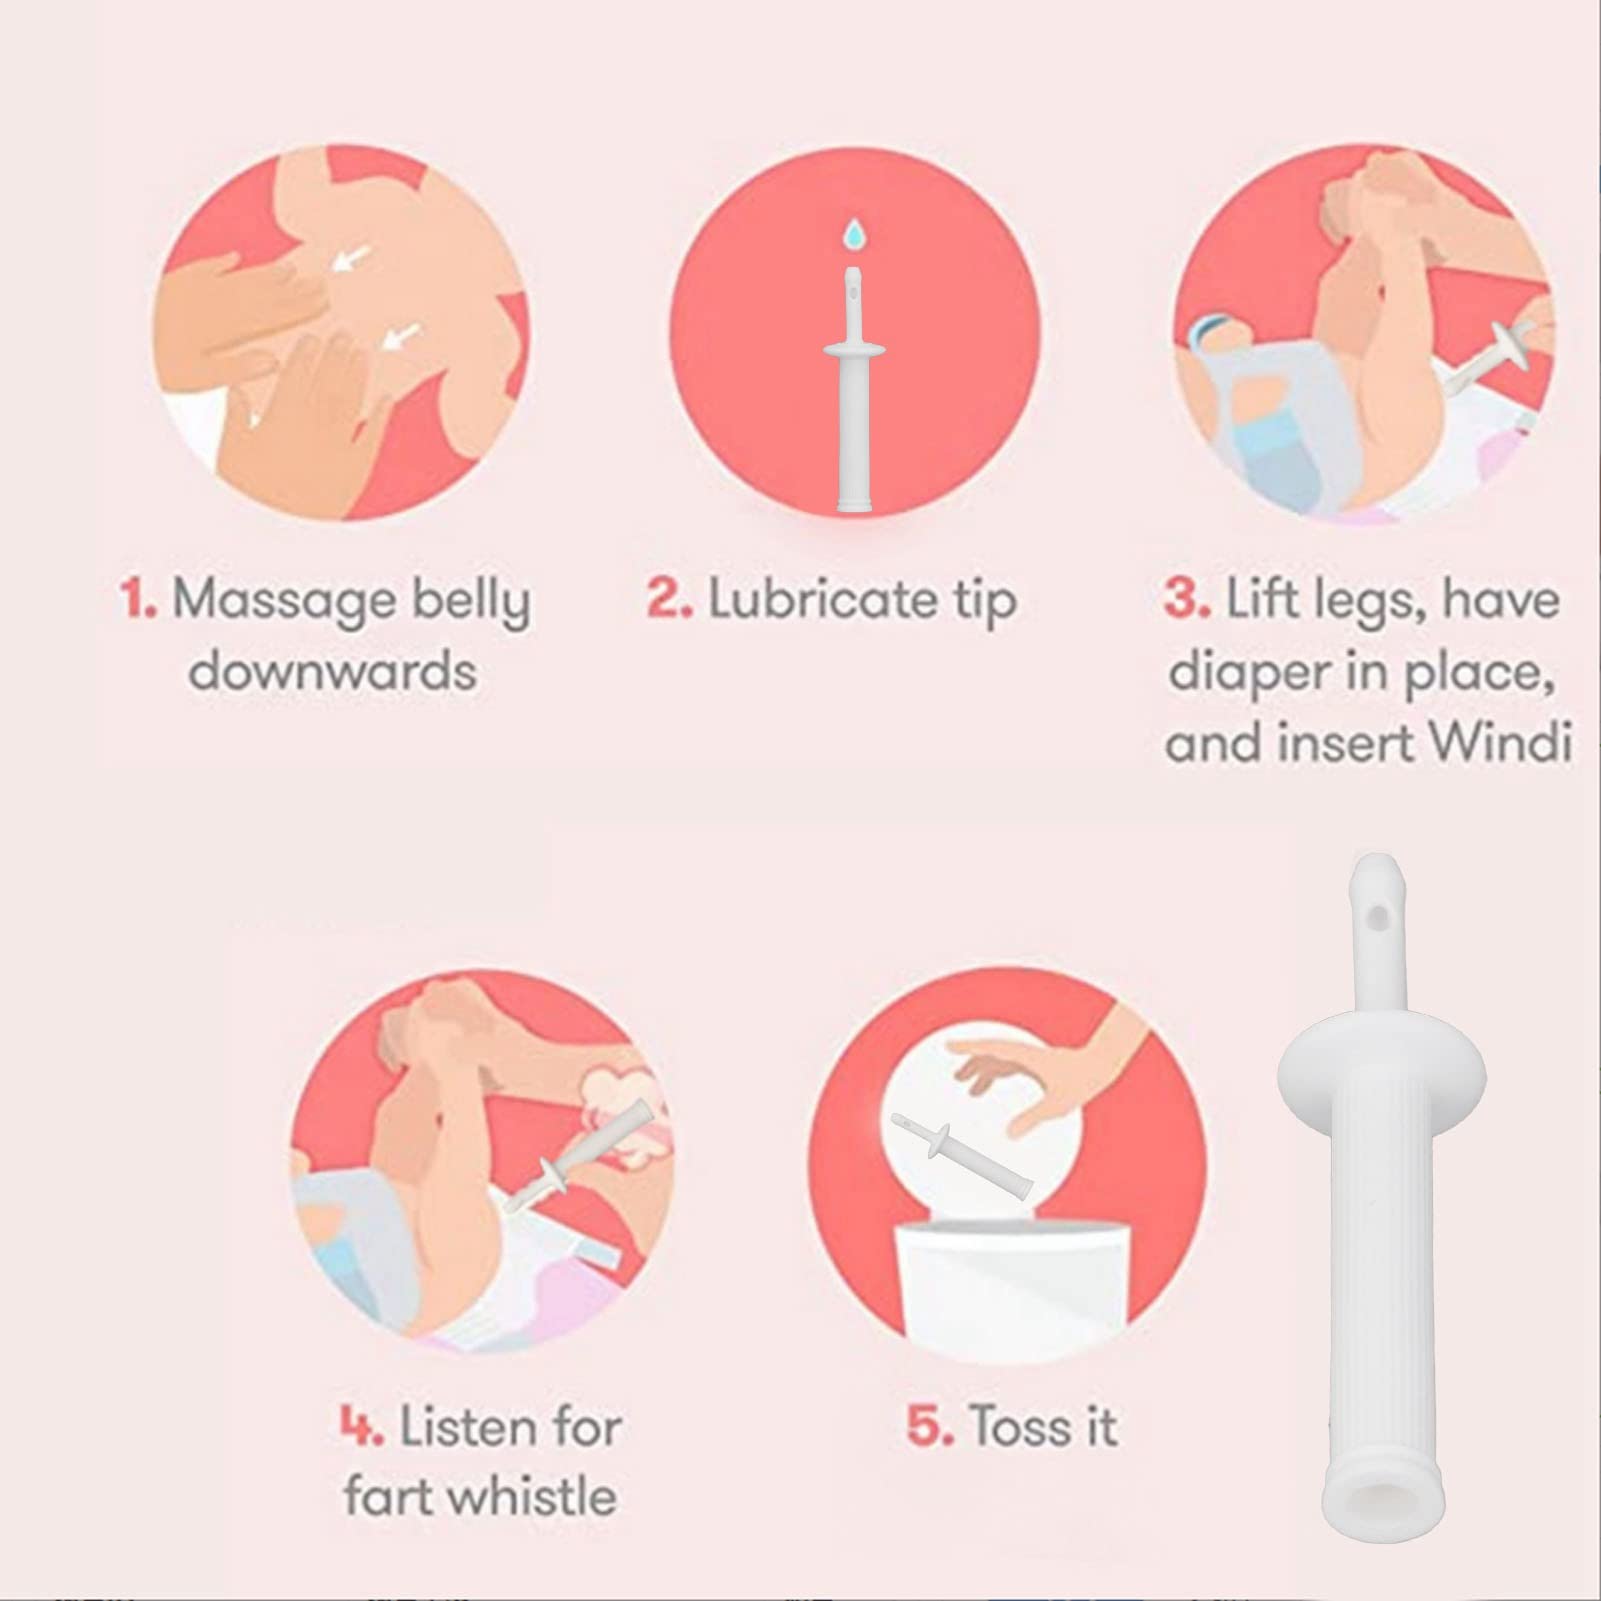 1. Massage belly
downwards
2. Lubricate tip
3. Lift legs, have
diaper in place,
and insert Windi
4. Listen for
fart whistle
5. Toss it